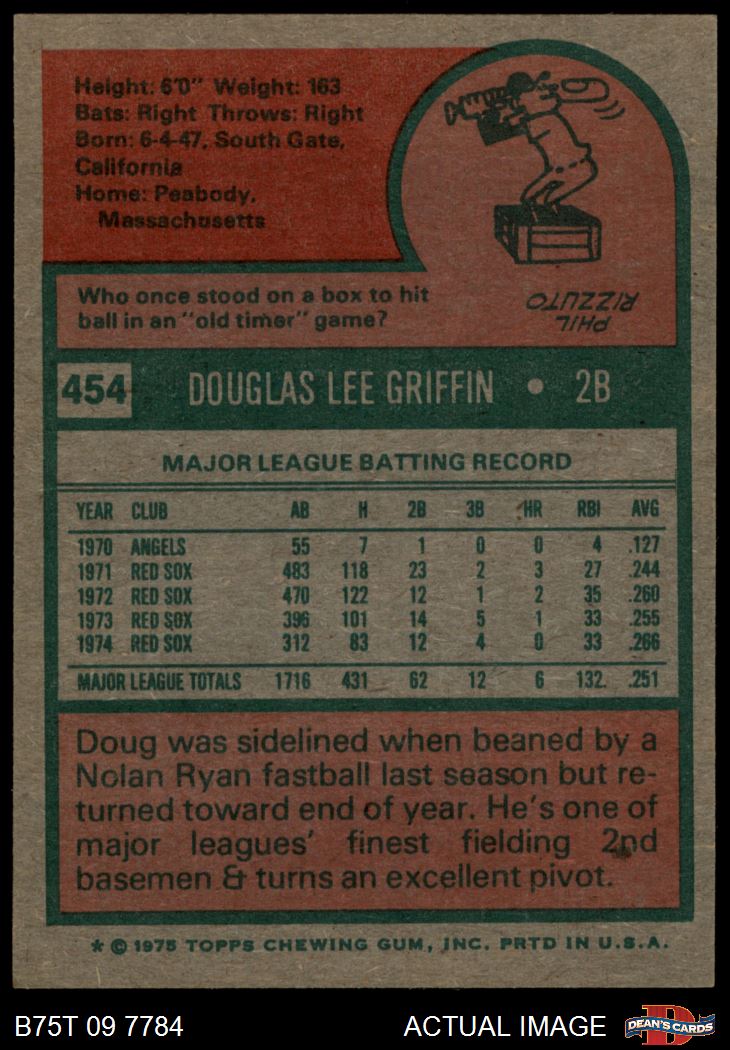 Height: 6'0" Weight: 163
Bats: Right Throws: Right
Born: 6-4-47, South Gate,
California
Home: Peabody,
Massachusetts
Who once stood on a box to hit
ball in an "old timer" game?
PHIL
RIZZUTO
454 DOUGLAS LEE GRIFFIN • 2B
MAJOR LEAGUE BATTING RECORD
YEAR CLUB AB H 2B 3B HR RBI AVG
1970 ANGELS 55 7 1 0 0 4 .127
1971 RED SOX 483 118 23 2 3 27 .244
1972 RED SOX 470 122 12 1 2 35 .260
1973 RED SOX 396 101 14 5 1 33 .255
1974 RED SOX 312 83 12 4 0 33 .266
MAJOR LEAGUE TOTALS 1716 431 62 12 6 132 .251
Doug was sidelined when beaned by a
Nolan Ryan fastball last season but re-
turned toward end of year. He's one of
major leagues' finest fielding 2nd
basemen & turns an excellent pivot.
* © 1975 TOPPS CHEWING GUM, INC. PRTD IN U.S.A.
B75T 09 7784 ACTUAL IMAGE D DEAN'S CARDS